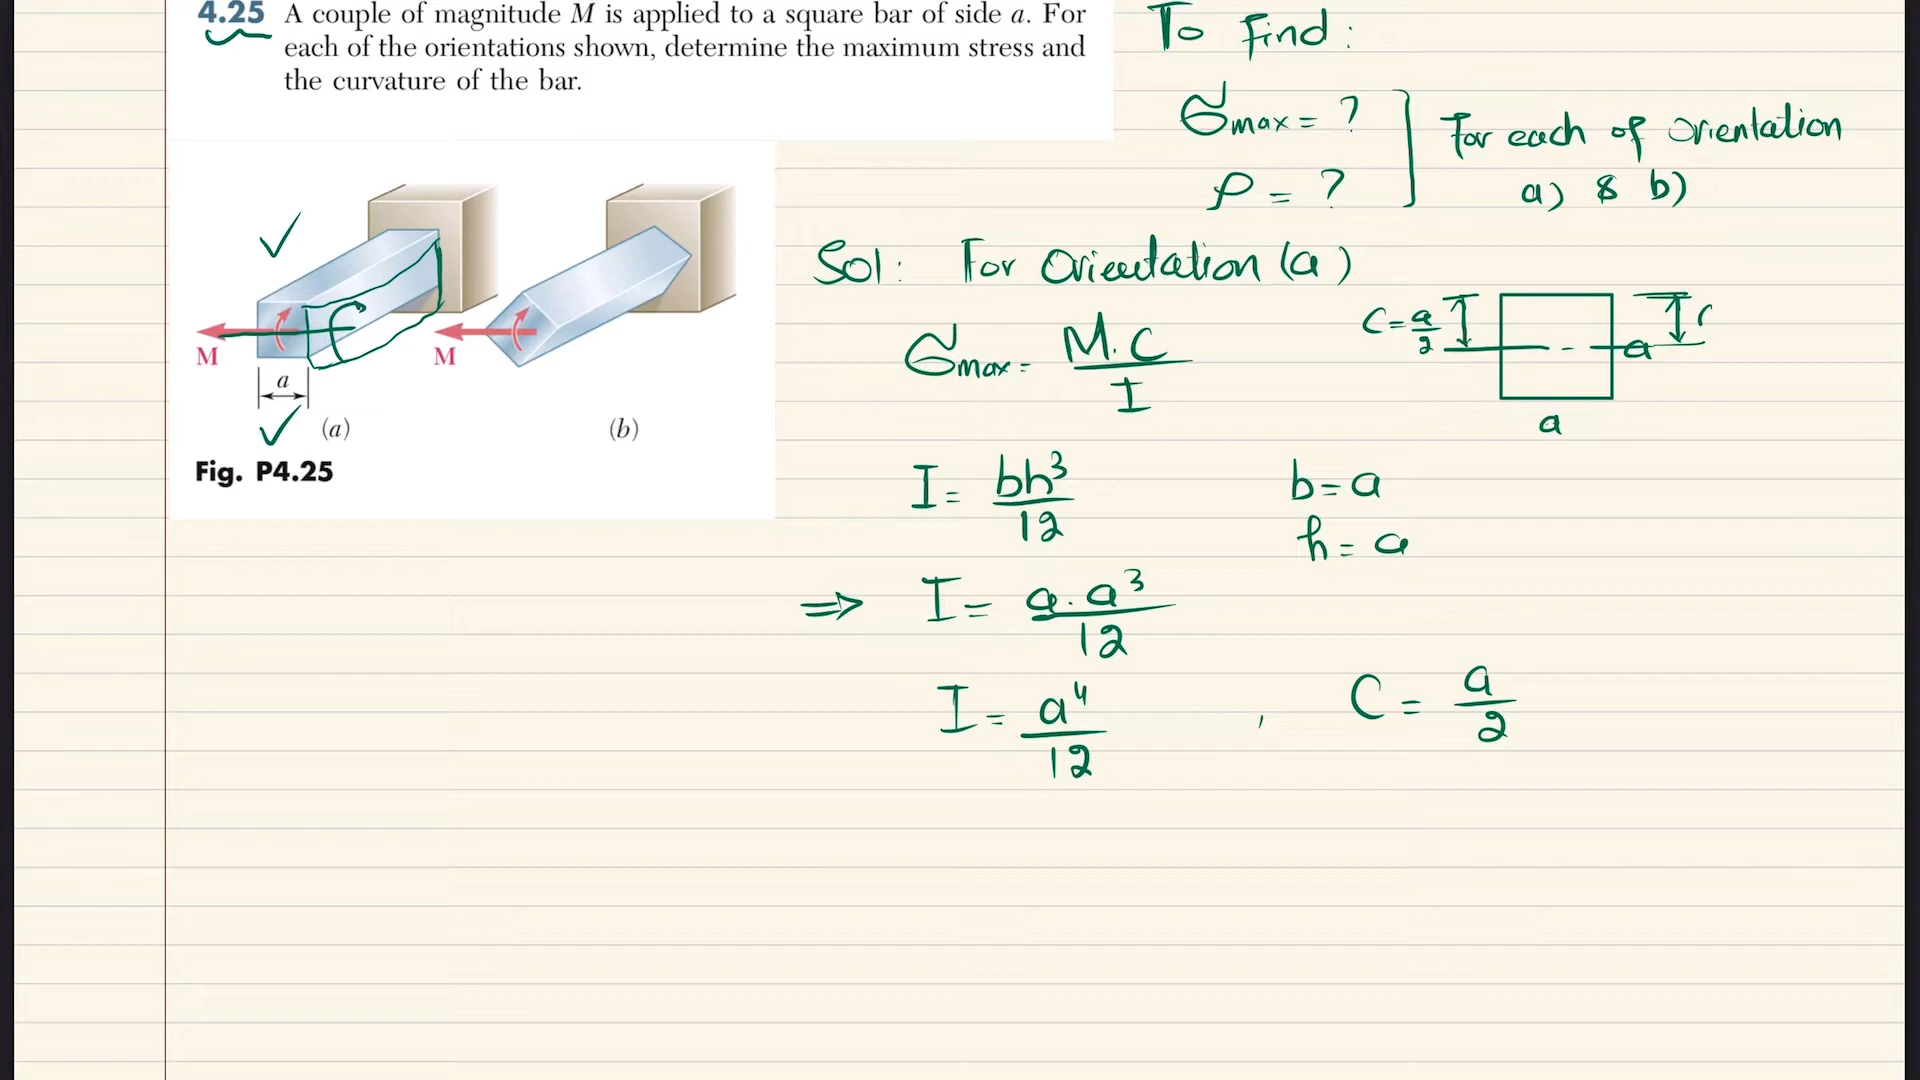 4.25 A couple of magnitude M is applied to a square bar of side a. For
each of the orientations shown, determine the maximum stress and
the curvature of the bar.
M
a
(a)
M
(b)
Fig. P4.25
To find:
σmax = ?
ρ = ?
For each of orientation
a) & b)
Sol: For Orientation (a)
σmax = M.C / I
C = a/2
a
a
I = bh³/12
b = a
h = a
⇒ I = a.a³/12
I = a⁴/12 , C = a/2